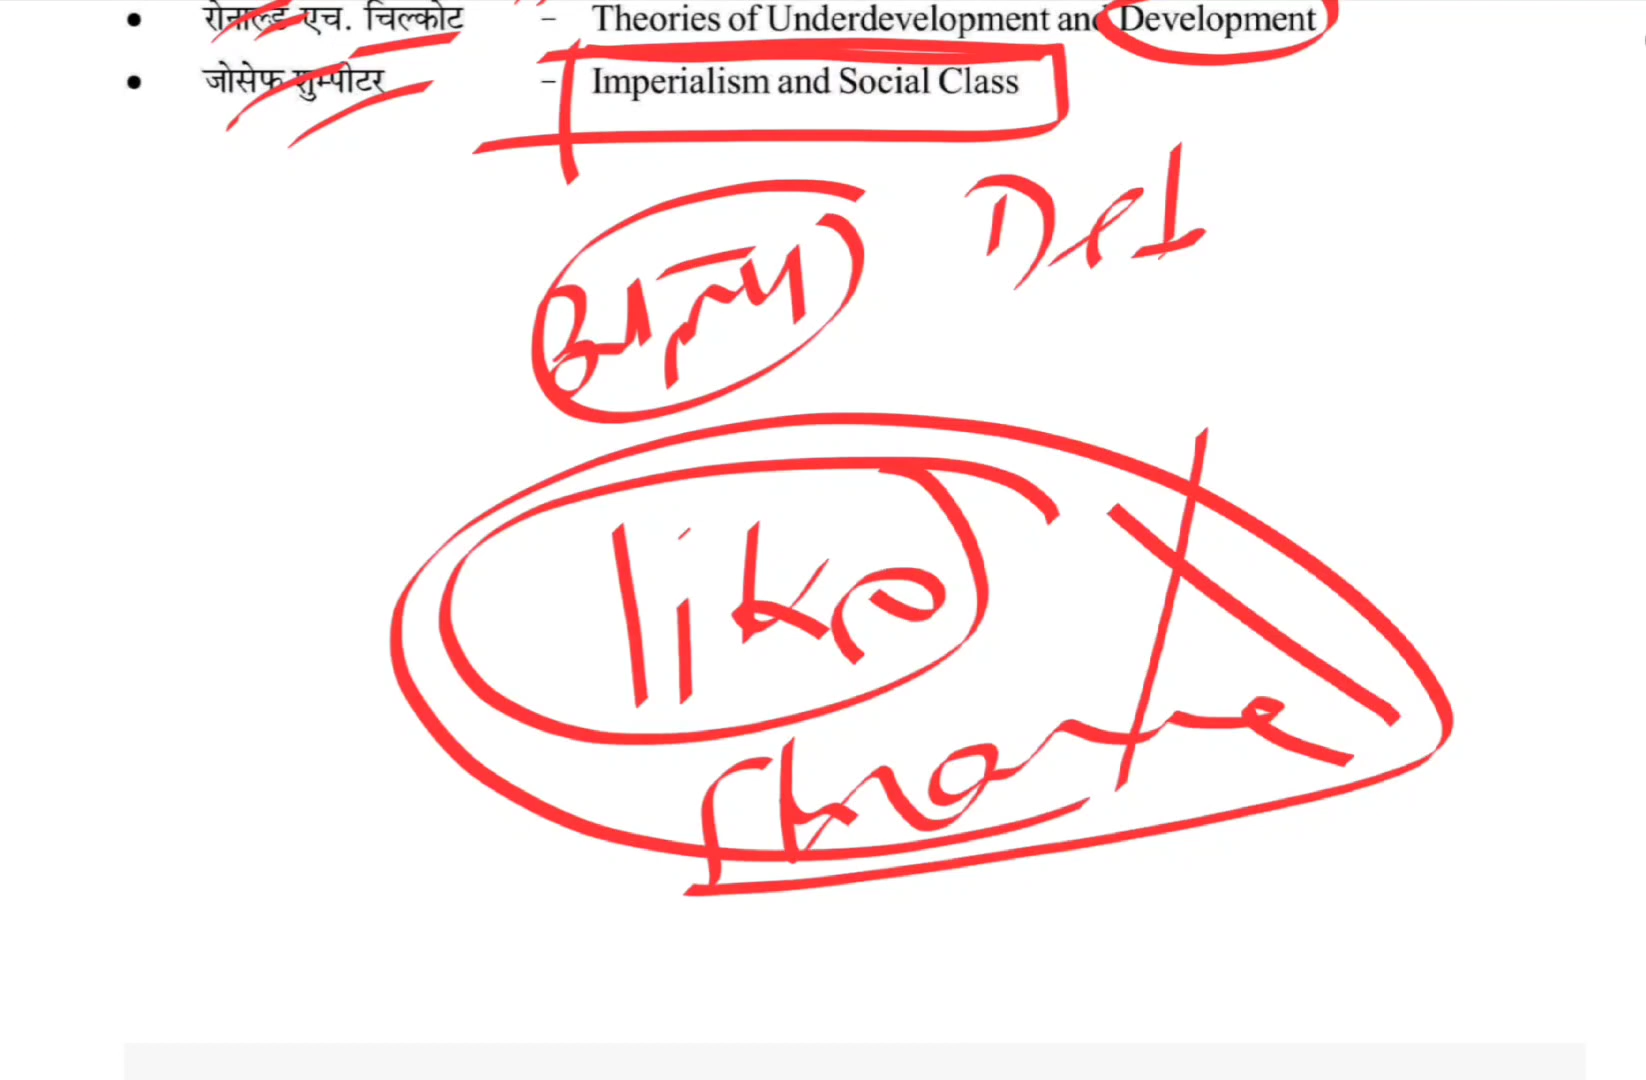 • रोनाल्ड एच. चिल्कोट – Theories of Underdevelopment and Development
• जोसेफ शुम्पीटर – Imperialism and Social Class
like
Share